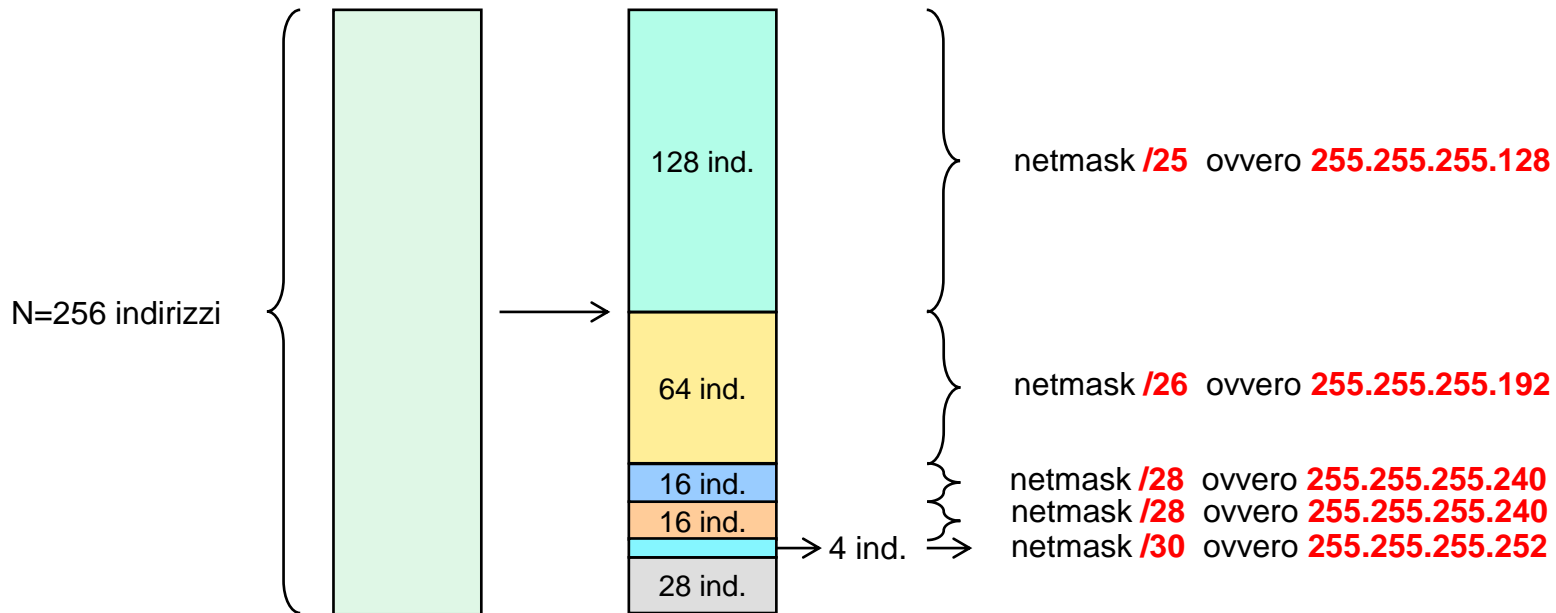 128 ind.
netmask /25 ovvero 255.255.255.128
N=256 indirizzi
64 ind.
netmask /26 ovvero 255.255.255.192
16 ind.
netmask /28 ovvero 255.255.255.240
16 ind.
netmask /28 ovvero 255.255.255.240
4 ind.
netmask /30 ovvero 255.255.255.252
28 ind.